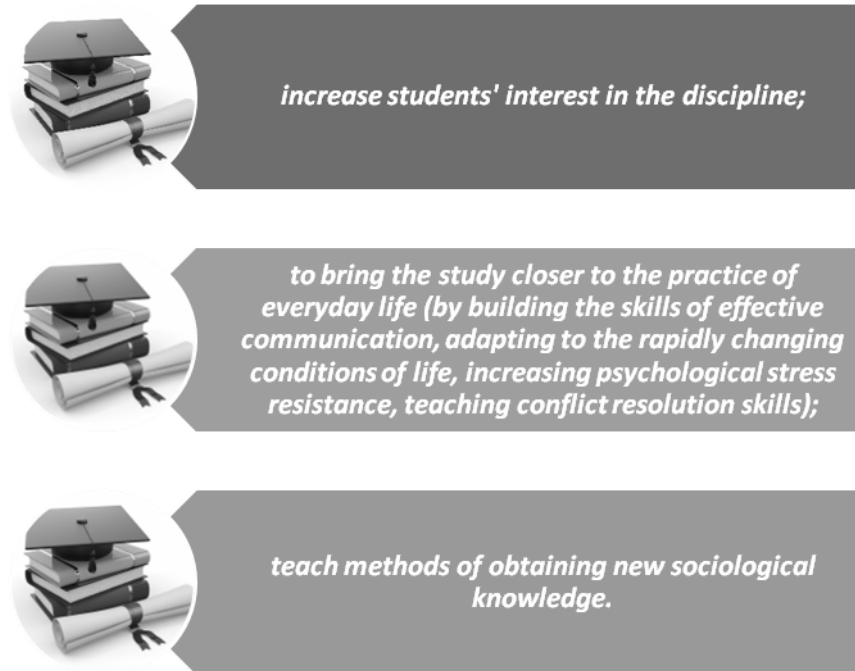 increase students' interest in the discipline;
to bring the study closer to the practice of
everyday life (by building the skills of effective
communication, adapting to the rapidly changing
conditions of life, increasing psychological stress
resistance, teaching conflict resolution skills);
teach methods of obtaining new sociological
knowledge.